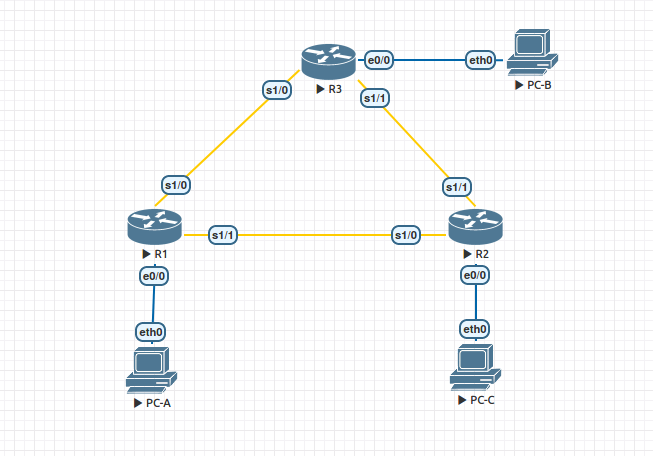 e0/0
eth0
R3
PC-B
s1/0
s1/1
s1/0
s1/1
s1/1
s1/0
R1
R2
e0/0
e0/0
eth0
eth0
PC-A
PC-C